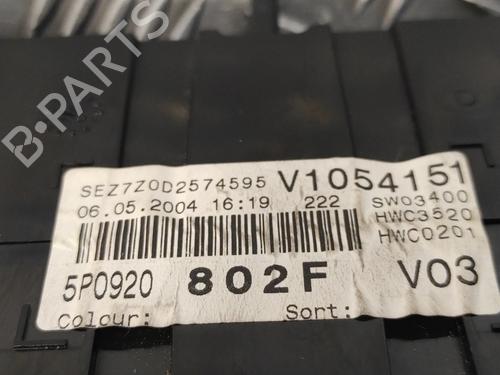 B-PARTS
SEZ7Z0D2574595 V1054151
06.05.2004 16:19 222 SW03400
HWC3520
HWC0201
5P0920 802F V03
Colour: Sort: